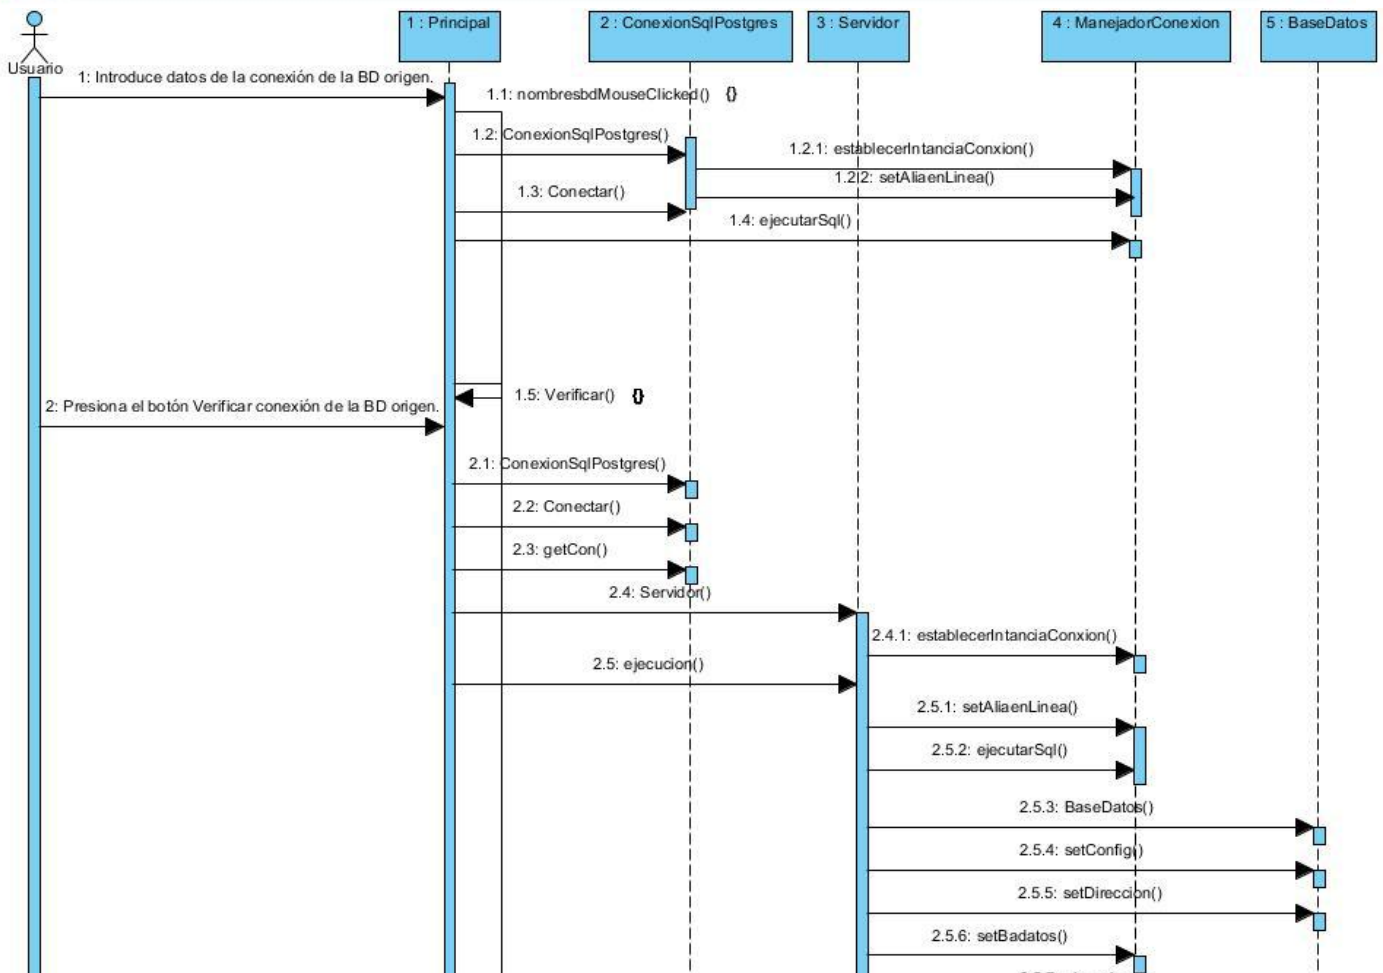 1 : Principal
2 : ConexionSqlPostgres
3 : Servidor
4 : ManejadorConexion
5 : BaseDatos
Usuario
1: Introduce datos de la conexión de la BD origen.
1.1: nombresbdMouseClicked() {}
1.2: ConexionSqlPostgres()
1.2.1: establecerIntanciaConxion()
1.2.2: setAliaenLinea()
1.3: Conectar()
1.4: ejecutarSql()
1.5: Verificar() {}
2: Presiona el botón Verificar conexión de la BD origen.
2.1: ConexionSqlPostgres()
2.2: Conectar()
2.3: getCon()
2.4: Servidor()
2.4.1: establecerIntanciaConxion()
2.5: ejecucion()
2.5.1: setAliaenLinea()
2.5.2: ejecutarSql()
2.5.3: BaseDatos()
2.5.4: setConfig()
2.5.5: setDireccion()
2.5.6: setBadatos()